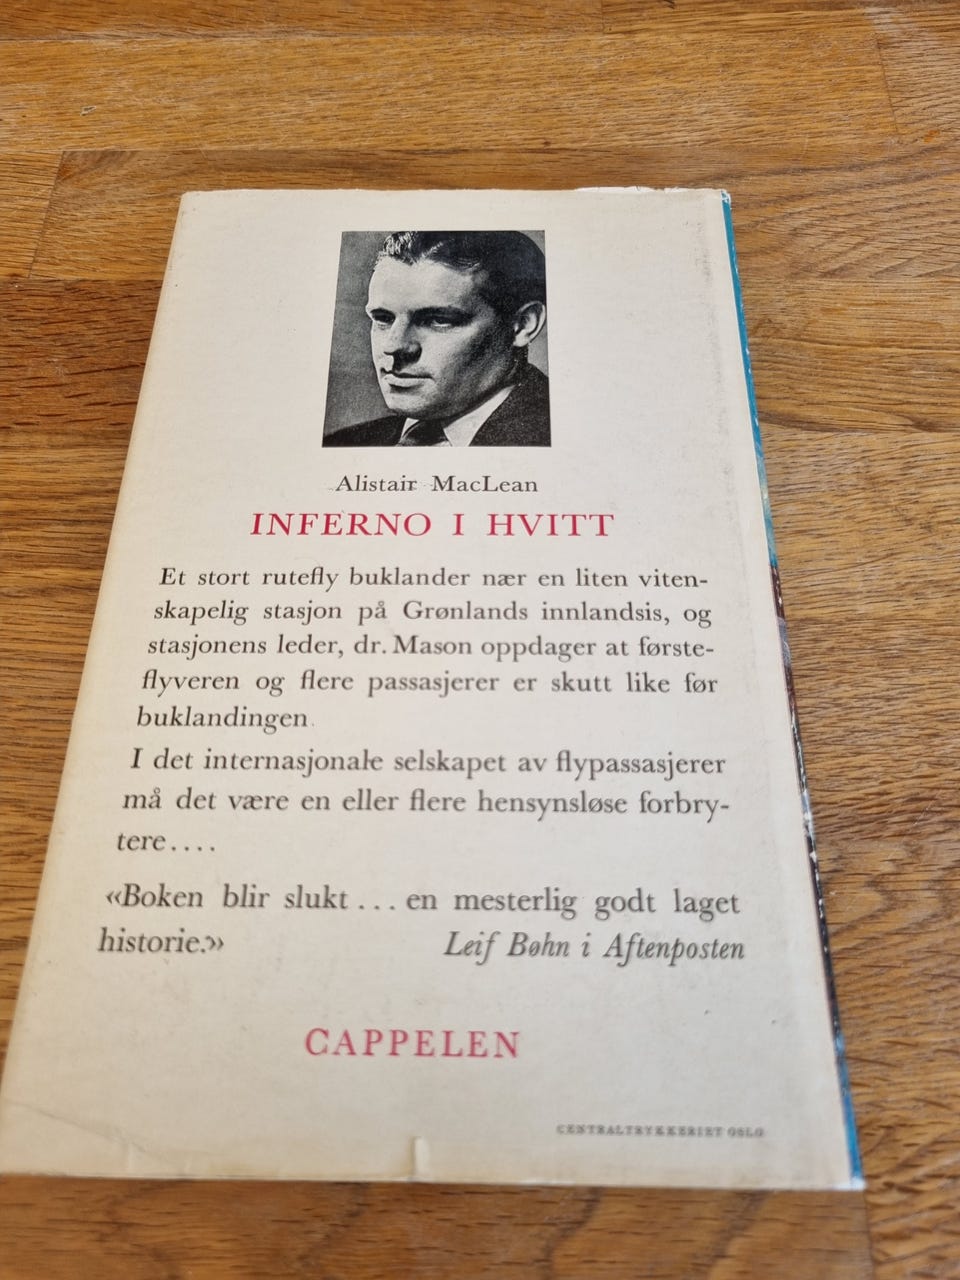 Alistair MacLean
INFERNO I HVITT
Et stort rutefly buklander nær en liten viten-
skapelig stasjon på Grønlands innlandsis, og
stasjonens leder, dr. Mason oppdager at første-
flyveren og flere passasjerer er skutt like før
buklandingen.
I det internasjonale selskapet av flypassasjerer
må det være en eller flere hensynsløse forbry-
tere....
«Boken blir slukt ... en mesterlig godt laget
historie.» Leif Bøhn i Aftenposten
CAPPELEN
CENTRALTRYKKERIET OSLO